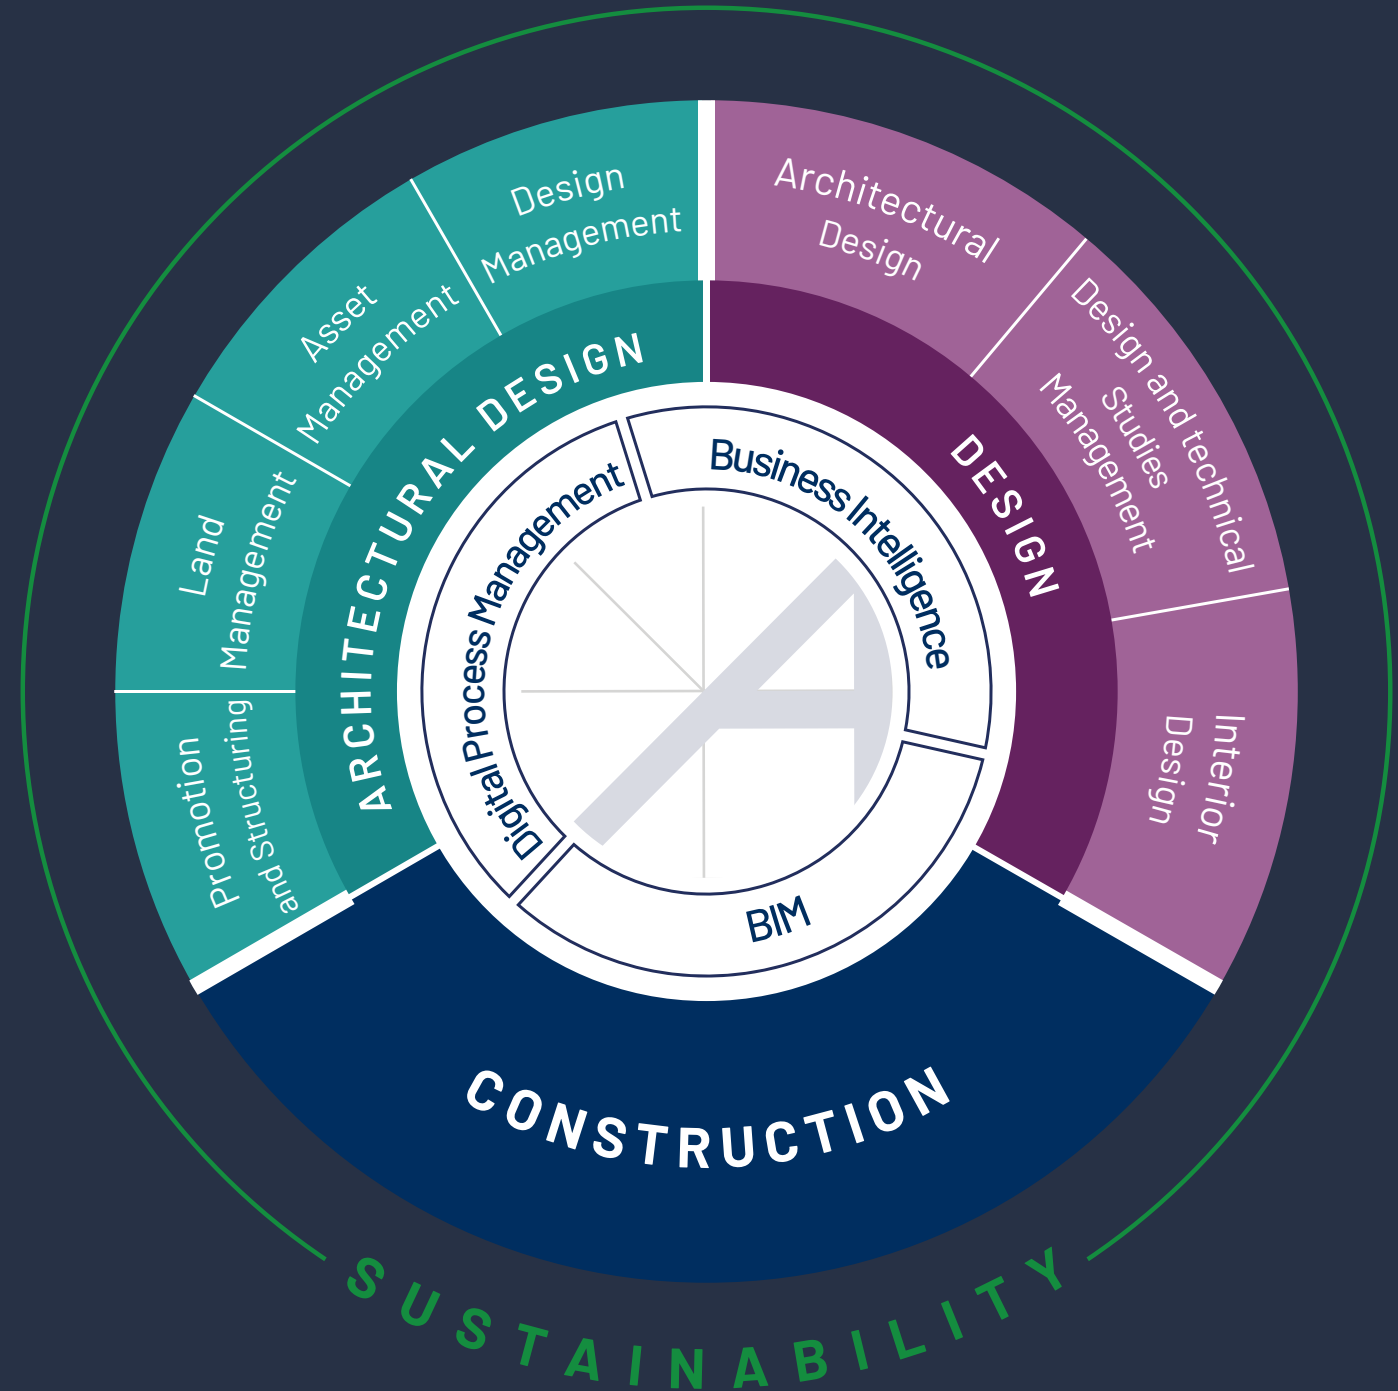 Design
Management
Architectural
Design
Asset
Management
Design and technical
Studies
Management
Land
Management
Promotion
and Structuring
Interior
Design
ARCHITECTURAL DESIGN
DESIGN
Digital Process Management
Business Intelligence
BIM
CONSTRUCTION
SUSTAINABILITY